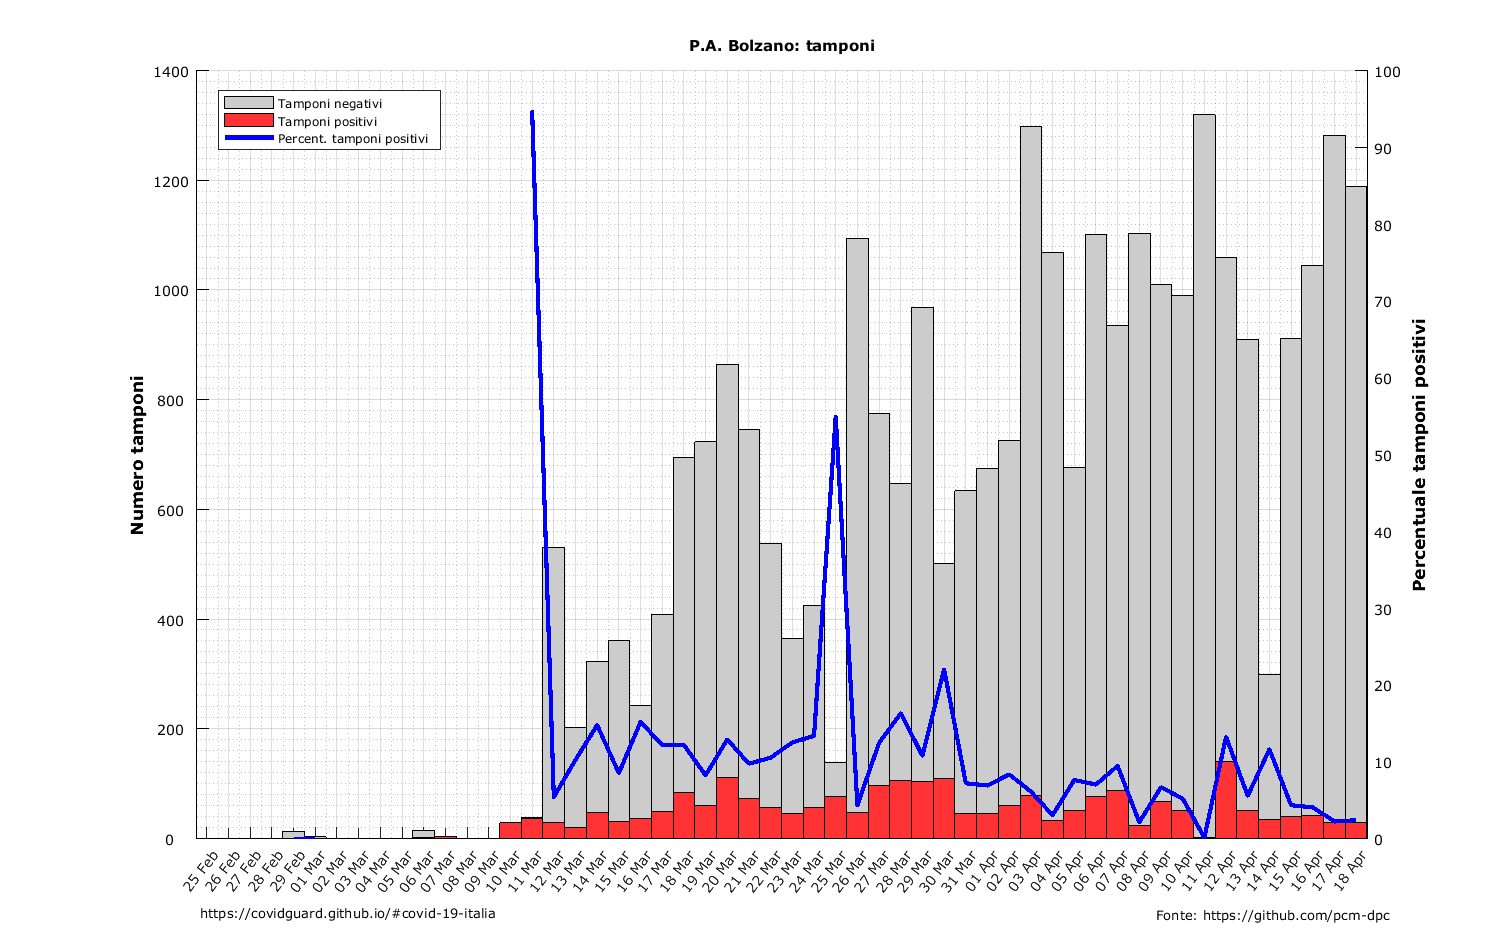 P.A. Bolzano: tamponi
Tamponi negativi
Tamponi positivi
Percent. tamponi positivi
Numero tamponi
1400
1200
1000
800
600
400
200
0
Percentuale tamponi positivi
100
90
80
70
60
50
40
30
20
10
0
25 Feb
26 Feb
27 Feb
28 Feb
29 Feb
01 Mar
02 Mar
03 Mar
04 Mar
05 Mar
06 Mar
07 Mar
08 Mar
09 Mar
10 Mar
11 Mar
12 Mar
13 Mar
14 Mar
15 Mar
16 Mar
17 Mar
18 Mar
19 Mar
20 Mar
21 Mar
22 Mar
23 Mar
24 Mar
25 Mar
26 Mar
27 Mar
28 Mar
29 Mar
30 Mar
31 Mar
01 Apr
02 Apr
03 Apr
04 Apr
05 Apr
06 Apr
07 Apr
08 Apr
09 Apr
10 Apr
11 Apr
12 Apr
13 Apr
14 Apr
15 Apr
16 Apr
17 Apr
18 Apr
https://covidguard.github.io/#covid-19-italia
Fonte: https://github.com/pcm-dpc